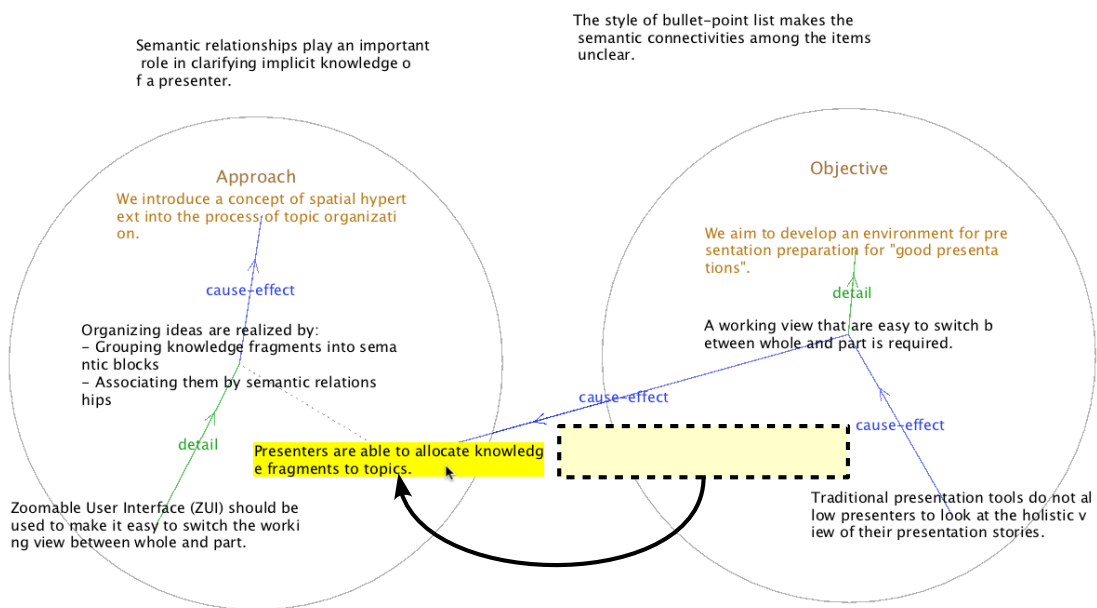 Semantic relationships play an important
role in clarifying implicit knowledge o
f a presenter.
The style of bullet-point list makes the
semantic connectivities among the items
unclear.
Approach
We introduce a concept of spatial hypert
ext into the process of topic organizati
on.
cause-effect
Organizing ideas are realized by:
- Grouping knowledge fragments into sema
ntic blocks
- Associating them by semantic relations
hips
detail
Zoomable User Interface (ZUI) should be
used to make it easy to switch the worki
ng view between whole and part.
Presenters are able to allocate knowledg
e fragments to topics.
cause-effect
Objective
We aim to develop an environment for pre
sentation preparation for "good presenta
tions".
detail
A working view that are easy to switch b
etween whole and part is required.
cause-effect
Traditional presentation tools do not al
low presenters to look at the holistic v
iew of their presentation stories.